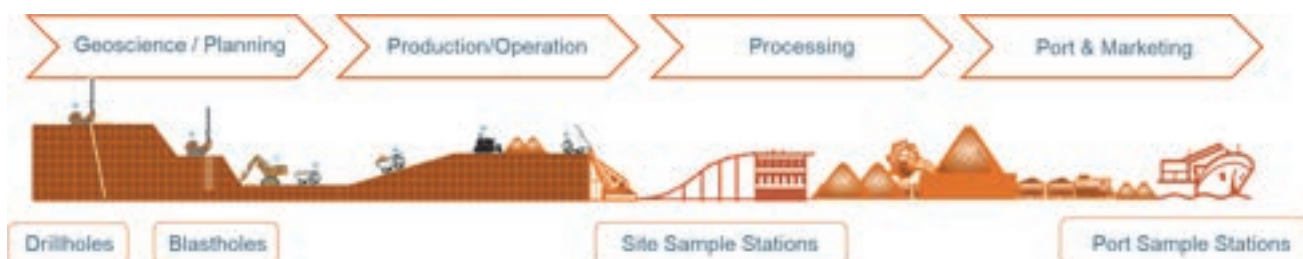 Geoscience / Planning
Production/Operation
Processing
Port & Marketing
Drillholes
Blastholes
Site Sample Stations
Port Sample Stations